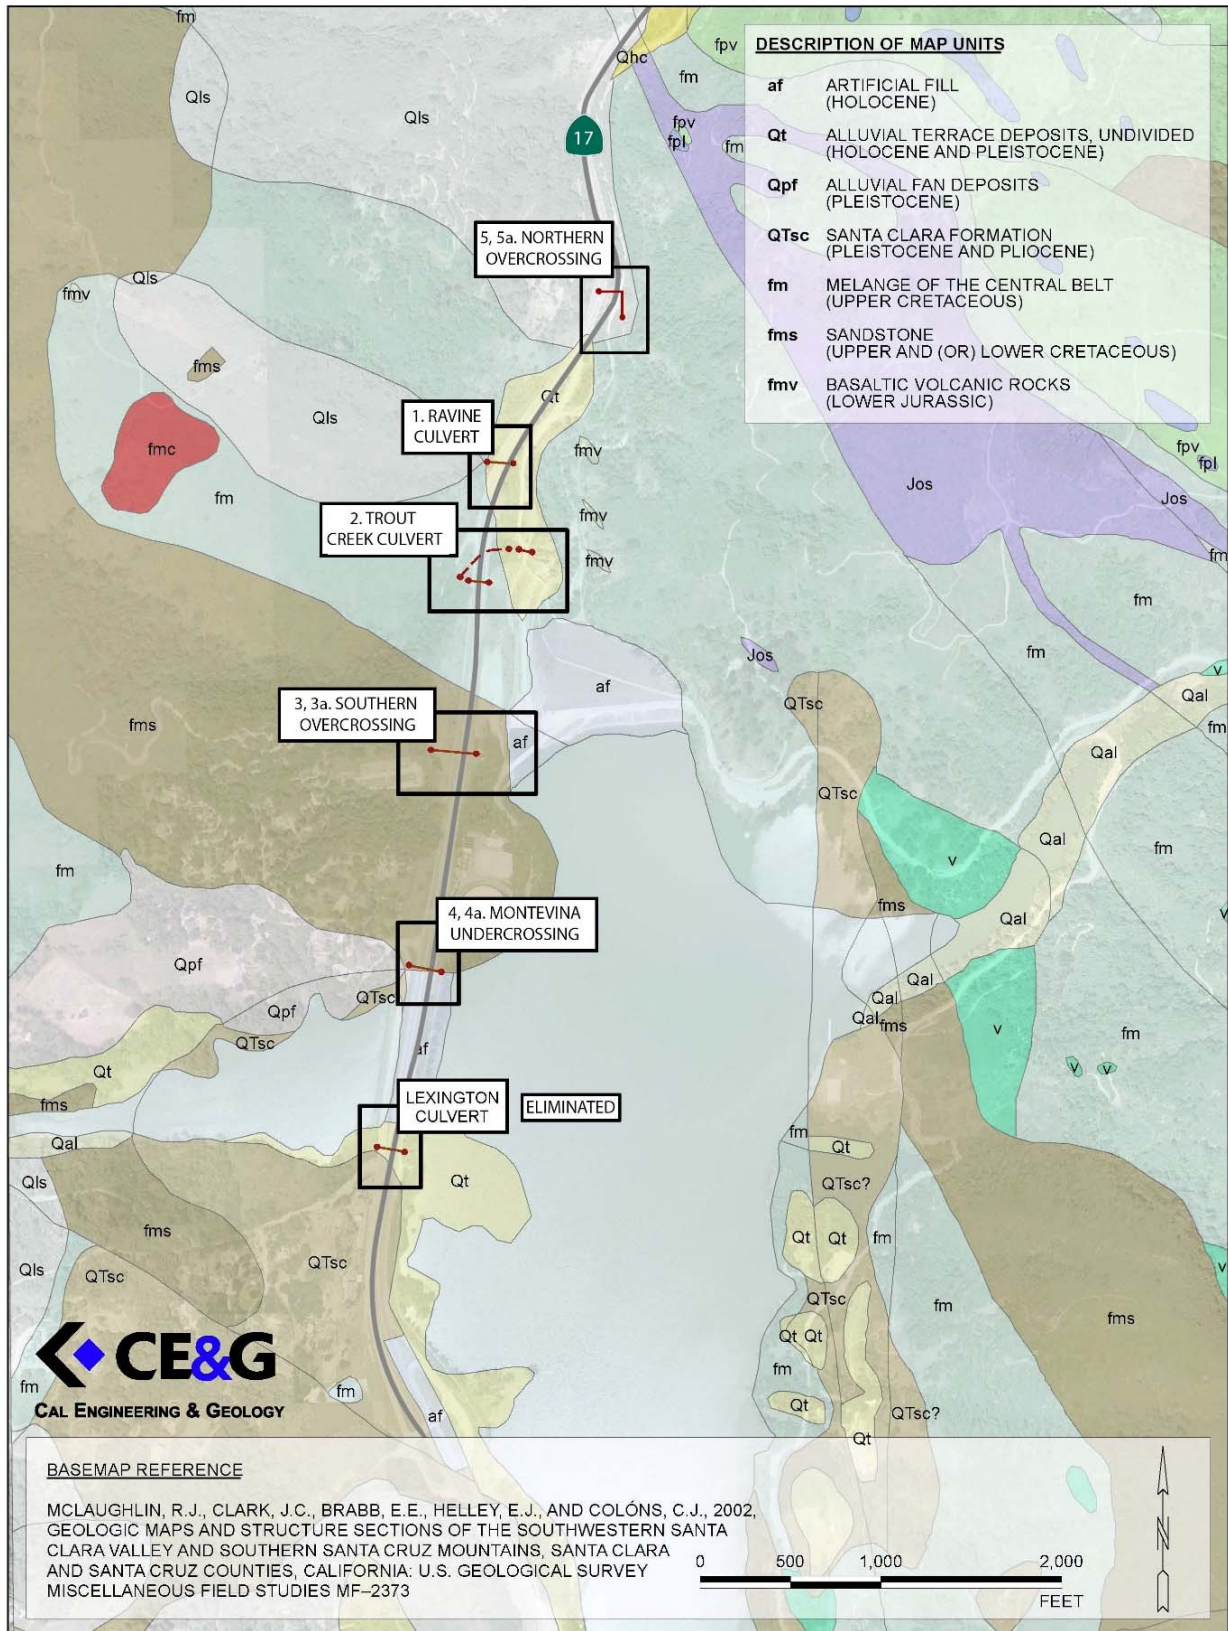 fm
Qls
Qls
Qhc
fpv
fm
fpv
fpl
fm
17
DESCRIPTION OF MAP UNITS
af ARTIFICIAL FILL
(HOLOCENE)
Qt ALLUVIAL TERRACE DEPOSITS, UNDIVIDED
(HOLOCENE AND PLEISTOCENE)
Qpf ALLUVIAL FAN DEPOSITS
(PLEISTOCENE)
QTsc SANTA CLARA FORMATION
(PLEISTOCENE AND PLIOCENE)
fm MELANGE OF THE CENTRAL BELT
(UPPER CRETACEOUS)
fms SANDSTONE
(UPPER AND (OR) LOWER CRETACEOUS)
fmv BASALTIC VOLCANIC ROCKS
(LOWER JURASSIC)
5, 5a. NORTHERN
OVERCROSSING
Qls
fmv
fms
Qls
Qt
1. RAVINE
CULVERT
fmc
fm
fmv
fpv
fpl
Jos
Jos
2. TROUT
CREEK CULVERT
fmv
fmv
fm
fm
fm
Jos
v
af
QTsc
Qal
fm
fms
3, 3a. SOUTHERN
OVERCROSSING
af
Qal
QTsc
Qal
v
fm
fm
fms
v
4, 4a. MONTEVINA
UNDERCROSSING
Qal
Qpf
QTsc
Qal
Qpf
Qal
Qal
fms
QTsc
af
v
fm
Qt
v
v
fms
LEXINGTON
CULVERT
ELIMINATED
fm
Qt
Qal
Qls
Qt
QTsc?
fms
Qt
Qt
fm
QTsc
v
Qls
QTsc
QTsc
fm
fms
Qt
Qt
fm
CE&G
CAL ENGINEERING & GEOLOGY
fm
fm
af
Qt
QTsc?
Qt
BASEMAP REFERENCE
MCLAUGHLIN, R.J., CLARK, J.C., BRABB, E.E., HELLEY, E.J., AND COLÓNS, C.J., 2002,
GEOLOGIC MAPS AND STRUCTURE SECTIONS OF THE SOUTHWESTERN SANTA
CLARA VALLEY AND SOUTHERN SANTA CRUZ MOUNTAINS, SANTA CLARA
AND SANTA CRUZ COUNTIES, CALIFORNIA: U.S. GEOLOGICAL SURVEY
MISCELLANEOUS FIELD STUDIES MF–2373
0 500 1,000 2,000
FEET
N